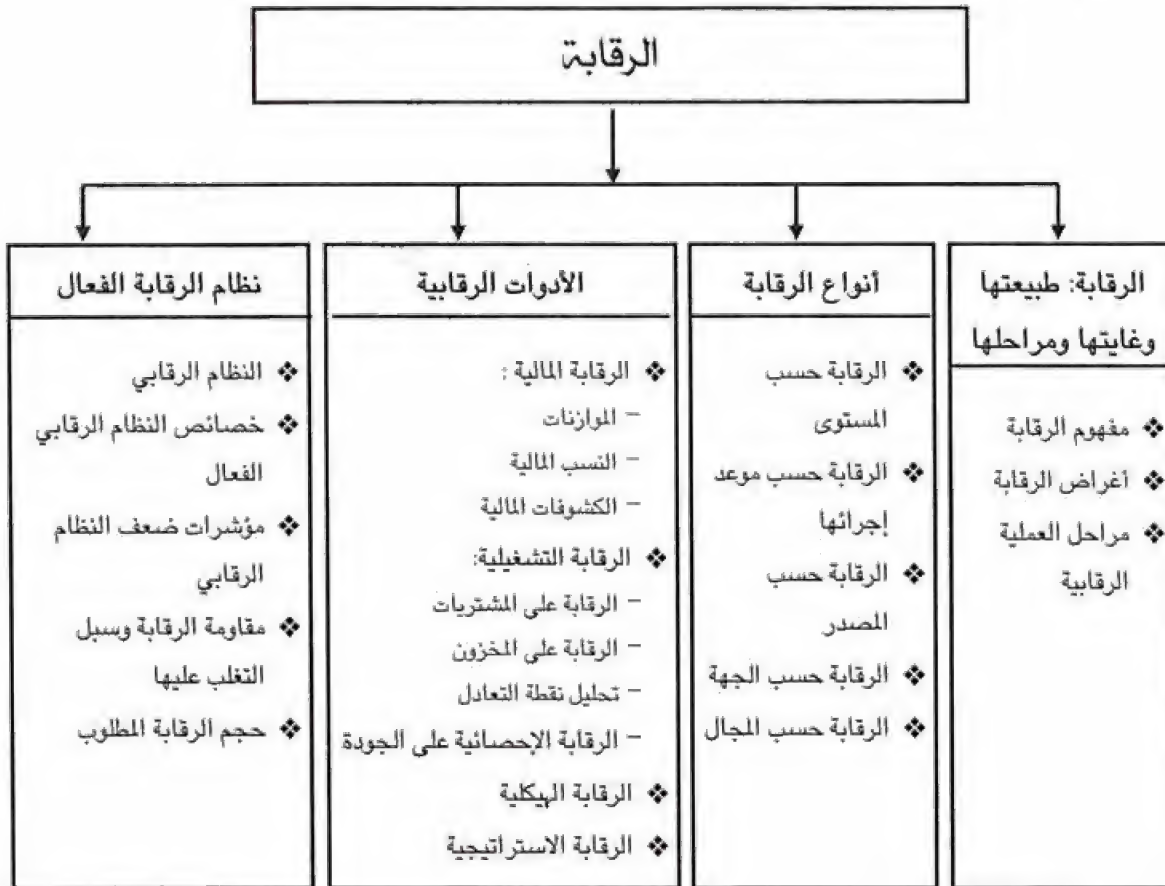 الرقابة
الرقابة: طبيعتها
وغايتها ومراحلها
❖ مفهوم الرقابة
❖ أغراض الرقابة
❖ مراحل العملية
الرقابية
أنواع الرقابة
❖ الرقابة حسب
المستوى
❖ الرقابة حسب موعد
إجرائها
❖ الرقابة حسب
المصدر
❖ الرقابة حسب الجهة
❖ الرقابة حسب المجال
الأدوات الرقابية
❖ الرقابة المالية :
– الموازنات
– النسب المالية
– الكشوفات المالية
❖ الرقابة التشغيلية:
– الرقابة على المشتريات
– الرقابة على المخزون
– تحليل نقطة التعادل
– الرقابة الإحصائية على الجودة
❖ الرقابة الهيكلية
❖ الرقابة الاستراتيجية
نظام الرقابة الفعال
❖ النظام الرقابي
❖ خصائص النظام الرقابي
الفعال
❖ مؤشرات ضعف النظام
الرقابي
❖ مقاومة الرقابة وسبل
التغلب عليها
❖ حجم الرقابة المطلوب